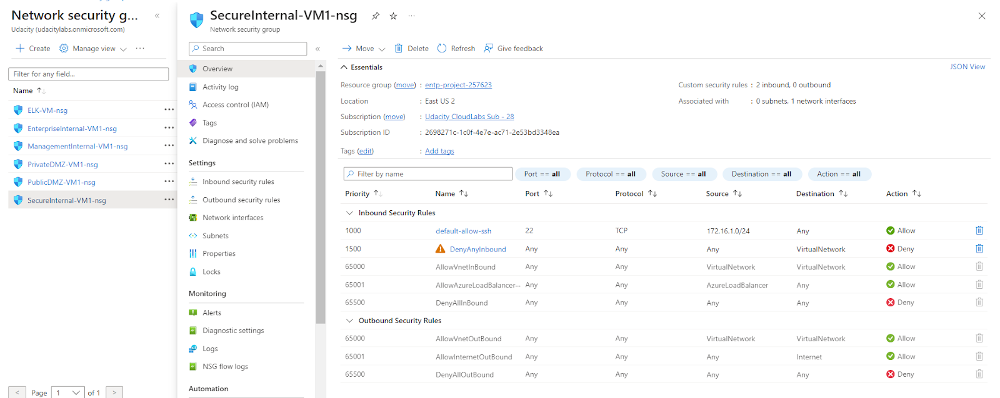 Network security g...
«
Udacity (udacitylabs.onmicrosoft.com)
+ Create Manage view ...
Filter for any field...
Name ↑↓
ELK-VM-nsg ...
EnterpriseInternal-VM1-nsg ...
ManagementInternal-VM1-nsg ...
PrivateDMZ-VM1-nsg ...
PublicDMZ-VM1-nsg ...
SecureInternal-VM1-nsg ...
< Page 1 of 1 >
SecureInternal-VM1-nsg ...
Network security group
Search «
Overview
Activity log
Access control (IAM)
Tags
Diagnose and solve problems
Settings
Inbound security rules
Outbound security rules
Network interfaces
Subnets
Properties
Locks
Monitoring
Alerts
Diagnostic settings
Logs
NSG flow logs
Automation
Move Delete Refresh Give feedback
Essentials JSON View
Resource group (move) : entp-project-257623 Custom security rules : 2 inbound, 0 outbound
Location : East US 2 Associated with : 0 subnets, 1 network interfaces
Subscription (move) : Udacity CloudLabs Sub - 28
Subscription ID : 2698271c-1c0f-4e7e-ac71-2e53bd3348ea
Tags (edit) : Add tags
Filter by name Port == all Protocol == all Source == all Destination == all Action == all
Priority ↑↓ Name ↑↓ Port ↑↓ Protocol ↑↓ Source ↑↓ Destination ↑↓ Action ↑↓
Inbound Security Rules
1000 default-allow-ssh 22 TCP 172.16.1.0/24 Any Allow
1500 DenyAnyInbound Any Any Any VirtualNetwork Deny
65000 AllowVnetInBound Any Any VirtualNetwork VirtualNetwork Allow
65001 AllowAzureLoadBalancer... Any Any AzureLoadBalancer Any Allow
65500 DenyAllInBound Any Any Any Any Deny
Outbound Security Rules
65000 AllowVnetOutBound Any Any VirtualNetwork VirtualNetwork Allow
65001 AllowInternetOutBound Any Any Any Internet Allow
65500 DenyAllOutBound Any Any Any Any Deny